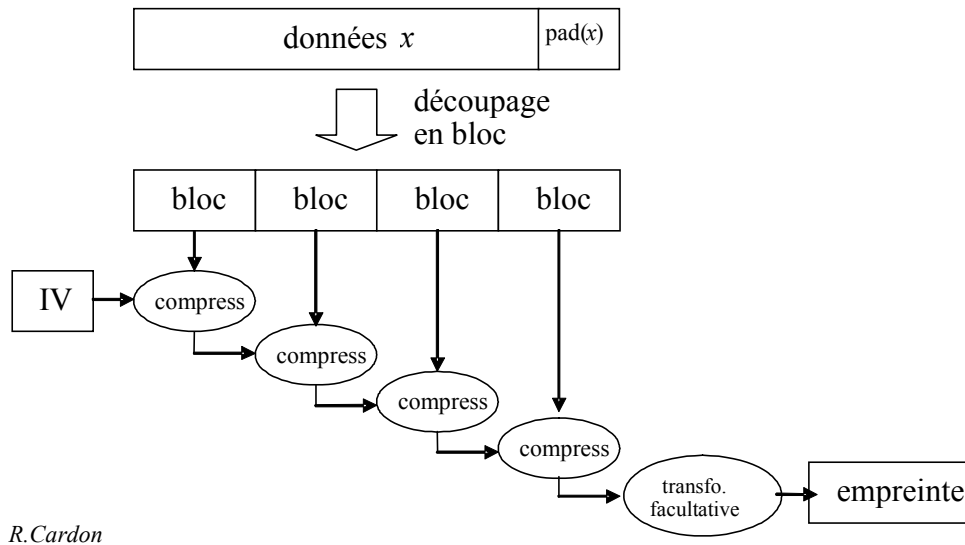 données x
pad(x)
découpage
en bloc
bloc
bloc
bloc
bloc
IV
compress
compress
compress
compress
transfo.
facultative
empreinte
R.Cardon